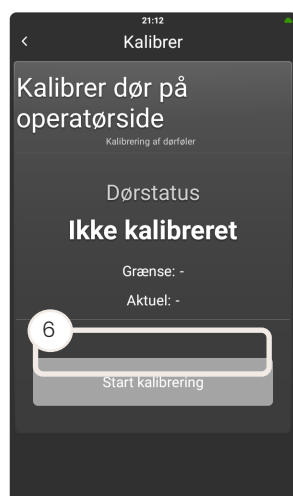 21:12
Kalibrer
Kalibrer dør på
operatørside
Kalibrering af dørføler
Dørstatus
Ikke kalibreret
Grænse: -
Aktuel: -
6
Start kalibrering